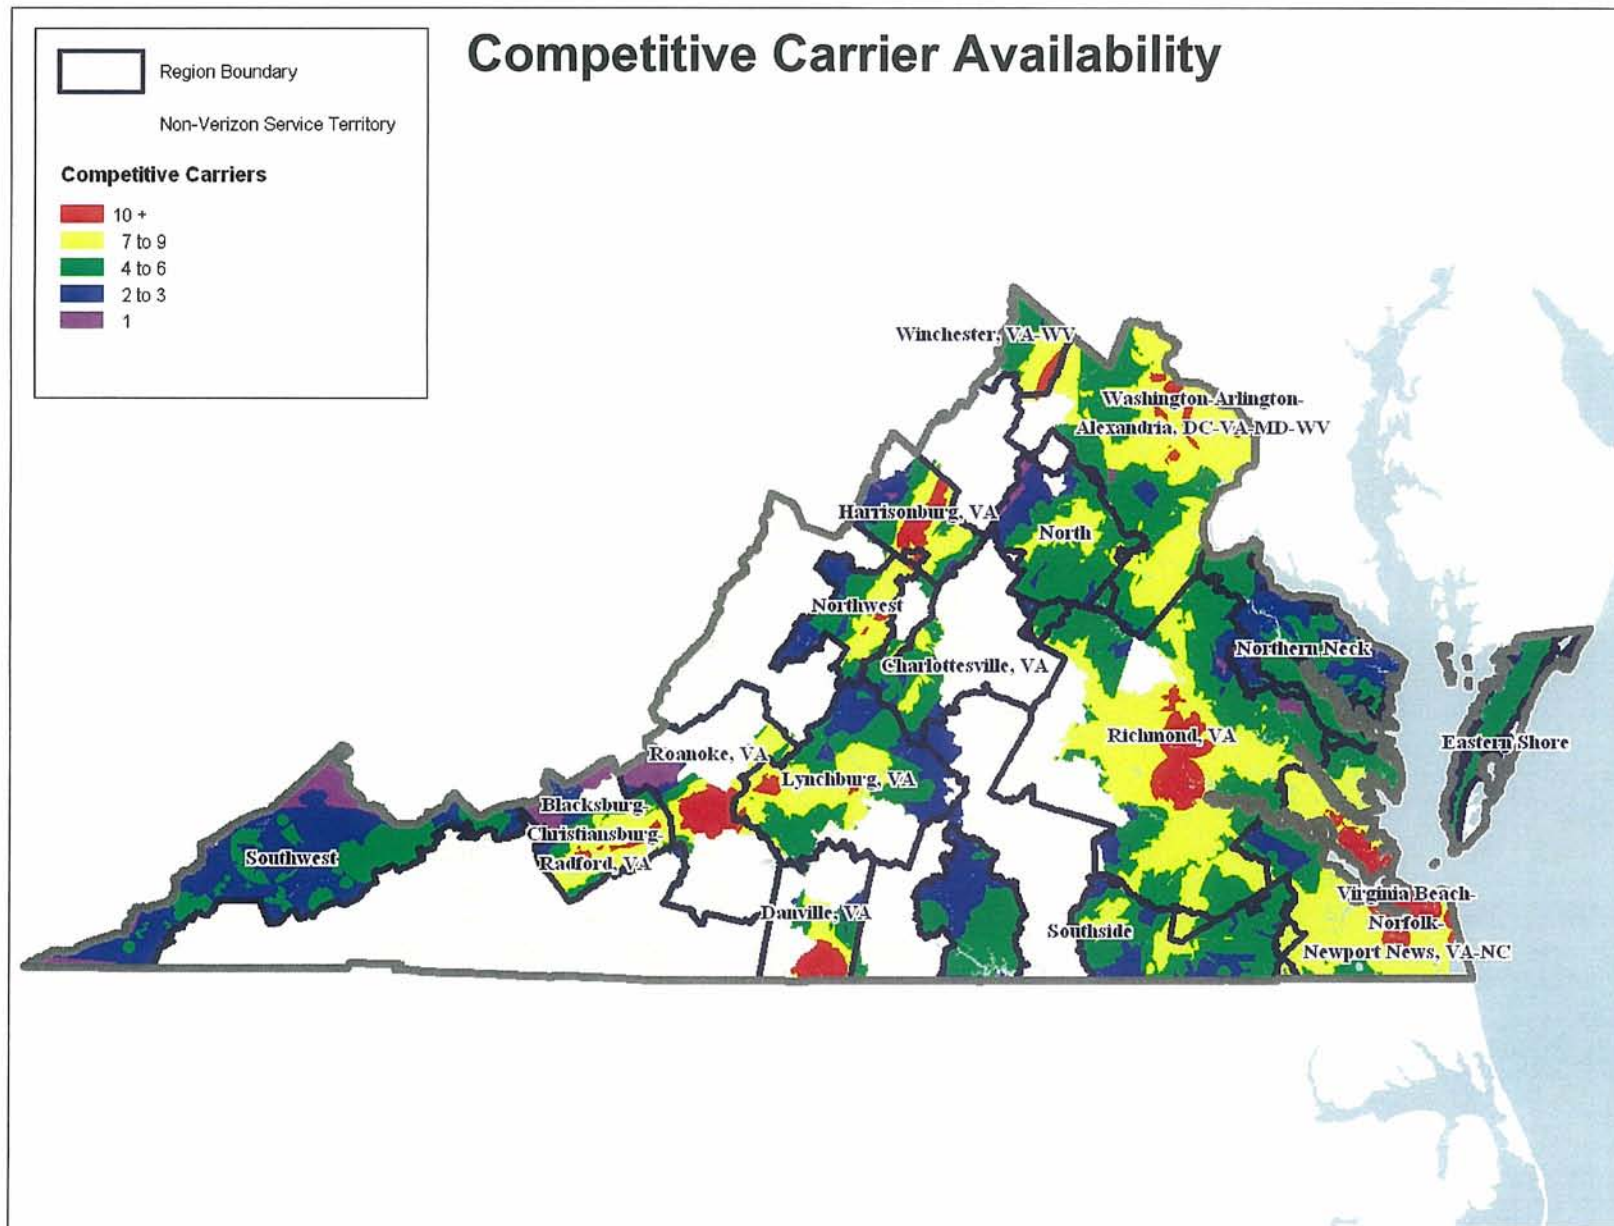 Competitive Carrier Availability
Region Boundary
Non-Verizon Service Territory
Competitive Carriers
10 +
7 to 9
4 to 6
2 to 3
1
Winchester, VA-WV
Washington-Arlington-
Alexandria, DC-VA-MD-WV
Harrisonburg, VA
North
Northwest
Charlottesville, VA
Northern Neck
Richmond, VA
Eastern Shore
Roanoke, VA
Lynchburg, VA
Blacksburg-
Christiansburg-
Radford, VA
Southwest
Danville, VA
Southside
Virginia Beach-
Norfolk-
Newport News, VA-NC